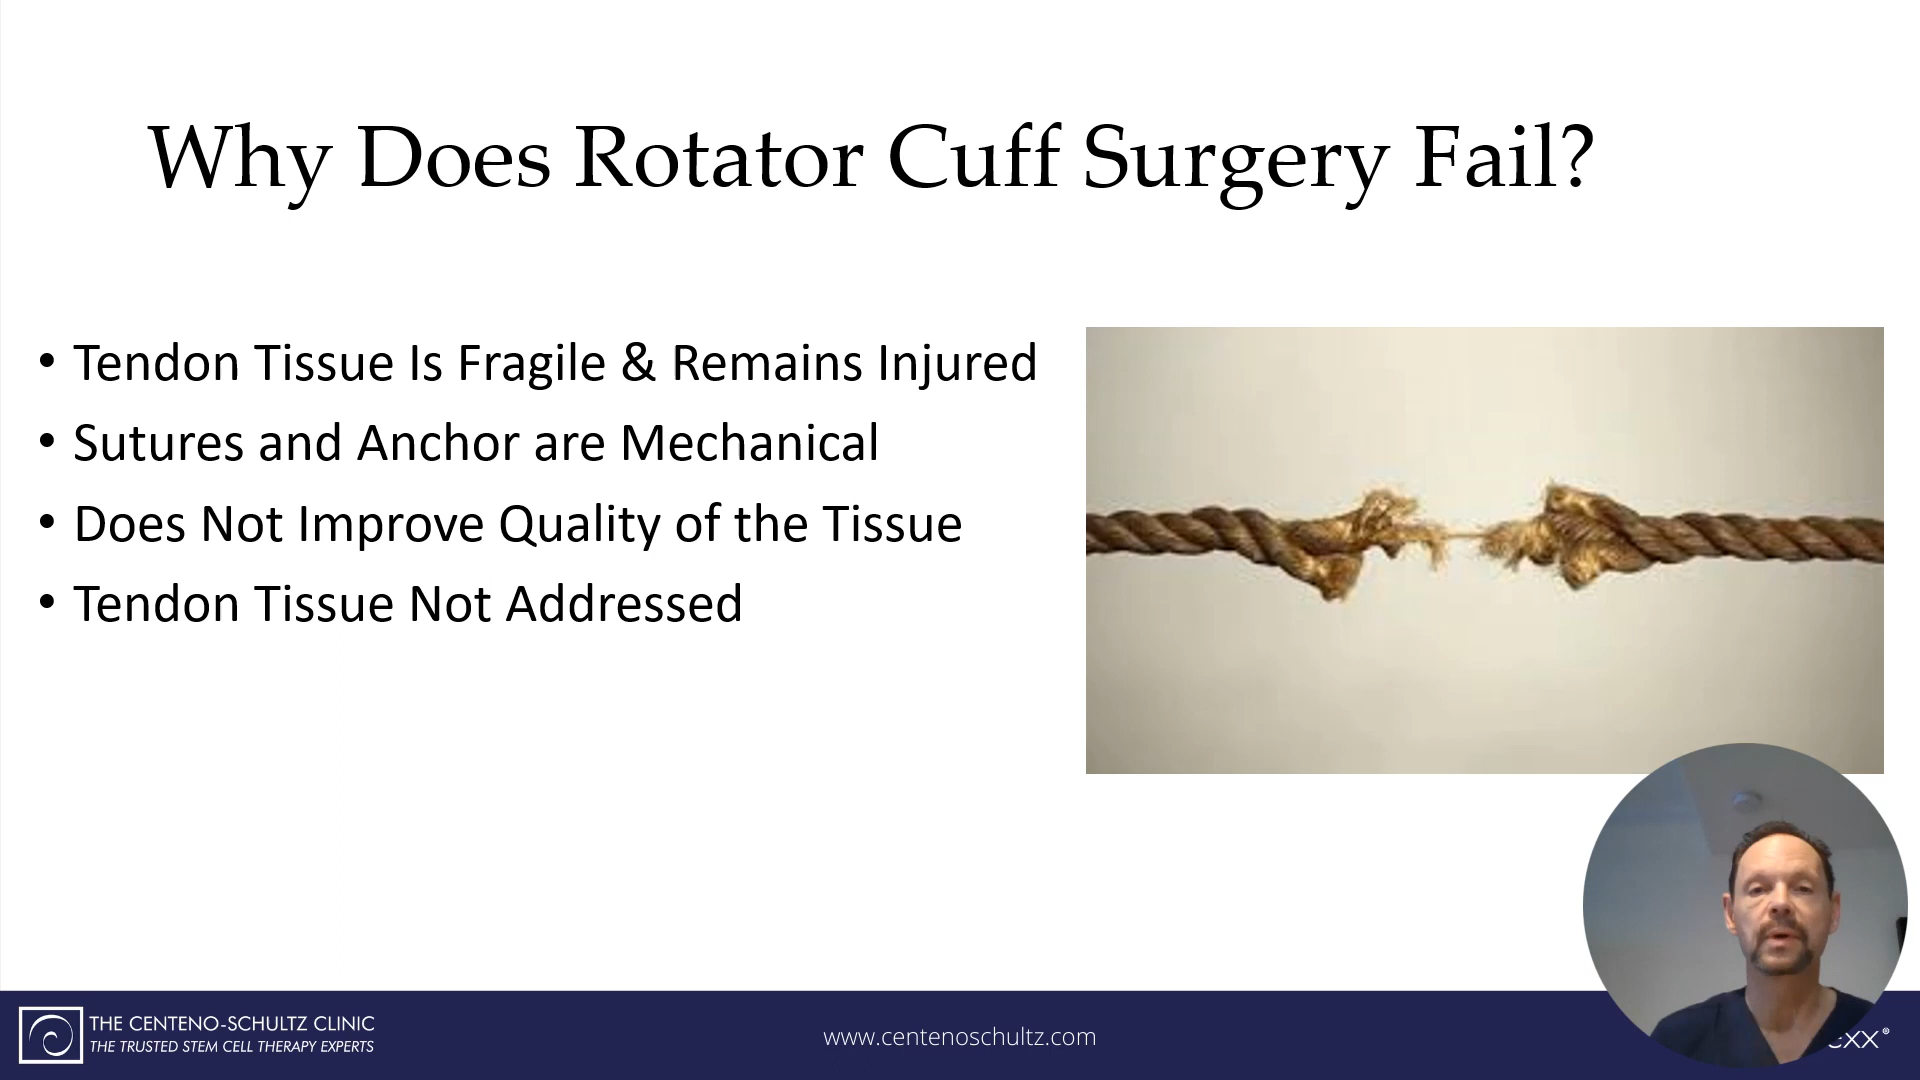 Why Does Rotator Cuff Surgery Fail?
• Tendon Tissue Is Fragile & Remains Injured
• Sutures and Anchor are Mechanical
• Does Not Improve Quality of the Tissue
• Tendon Tissue Not Addressed
THE CENTENO-SCHULTZ CLINIC
THE TRUSTED STEM CELL THERAPY EXPERTS
www.centenoschultz.com